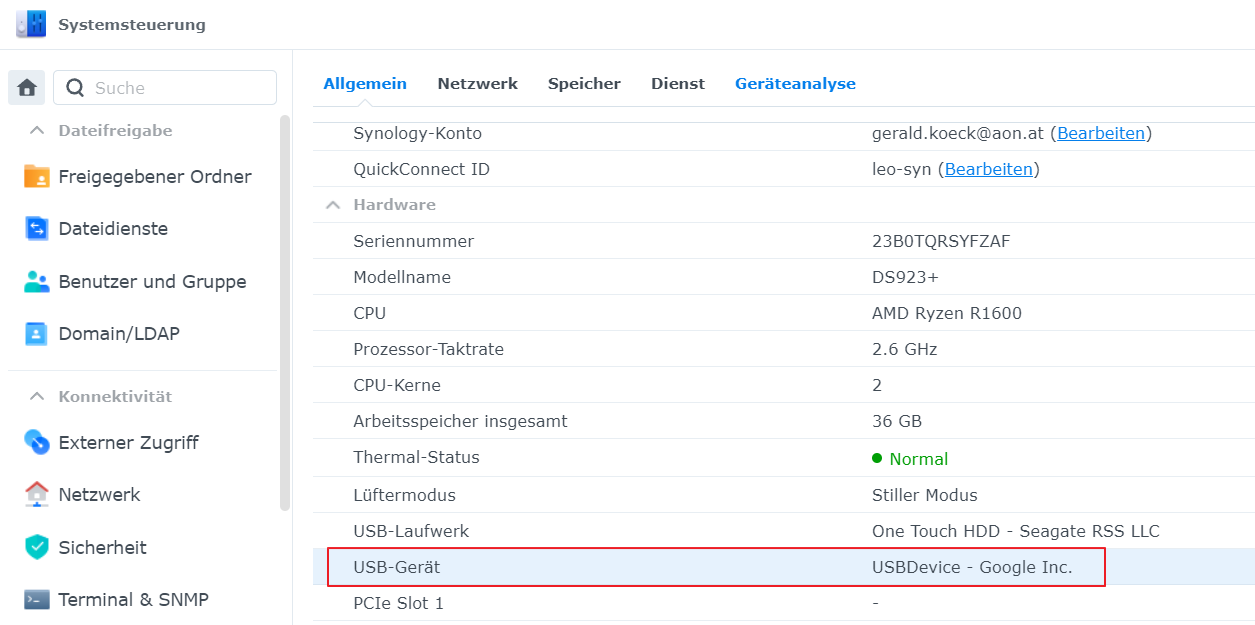 Systemsteuerung
Suche
Dateifreigabe
Freigegebener Ordner
Dateidienste
Benutzer und Gruppe
Domain/LDAP
Konnektivität
Externer Zugriff
Netzwerk
Sicherheit
Terminal & SNMP
Allgemein Netzwerk Speicher Dienst Geräteanalyse
Synology-Konto gerald.koeck@aon.at (Bearbeiten)
QuickConnect ID leo-syn (Bearbeiten)
Hardware
Seriennummer 23B0TQRSYFZAF
Modellname DS923+
CPU AMD Ryzen R1600
Prozessor-Taktrate 2.6 GHz
CPU-Kerne 2
Arbeitsspeicher insgesamt 36 GB
Thermal-Status Normal
Lüftermodus Stiller Modus
USB-Laufwerk One Touch HDD - Seagate RSS LLC
USB-Gerät USBDevice - Google Inc.
PCIe Slot 1 -